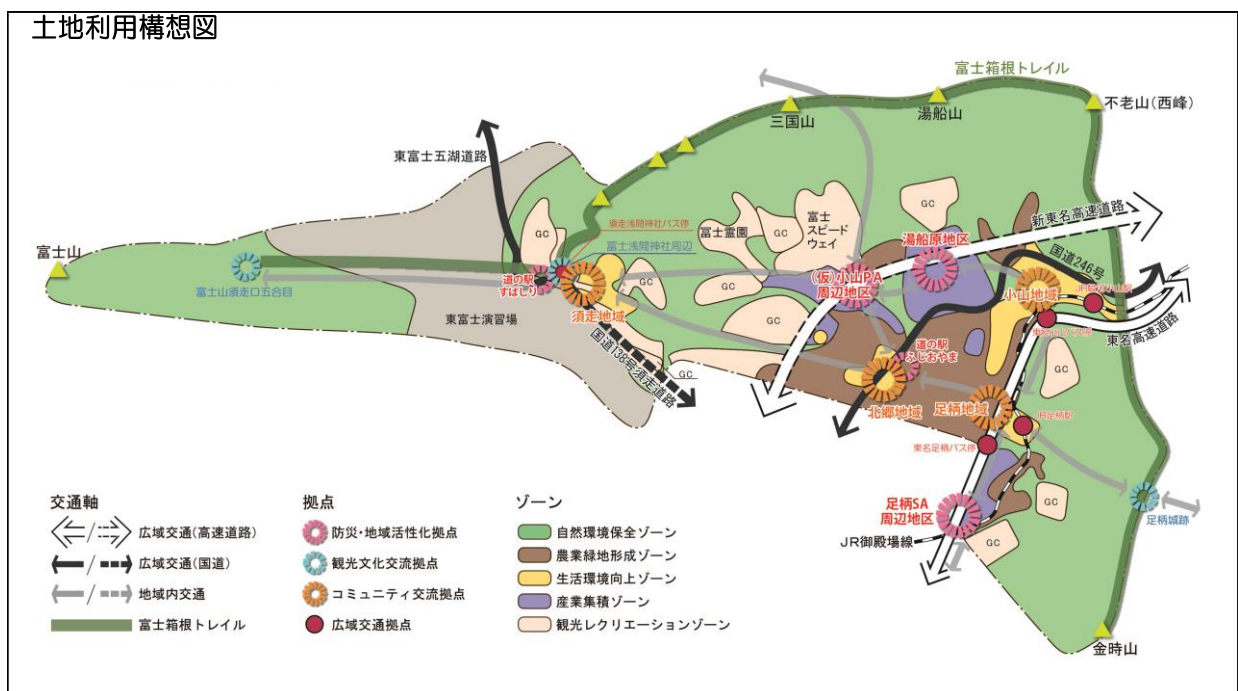 土地利用構想図
富士箱根トレイル
不老山(西峰)
湯船山
三国山
東富士五湖道路
新東名高速道路
須走浅間神社バス停
富士浅間神社周辺
富士霊園
GC
富士
スピード
ウェイ
GC
湯船原地区
国道246号
富士山
富士山須走口五合目
道の駅
すばしり
須走地域
GC
(仮)小山PA
周辺地区
小山地域
JR駿河小山駅
東富士演習場
GC
東名高速道路
国道138号須走道路
GC
道の駅
ふじおやま
GC
北郷地域
足柄地域
JR足柄駅
東名足柄バス停
足柄SA
周辺地区
GC
足柄城跡
JR御殿場線
GC
金時山
交通軸
広域交通(高速道路)
広域交通(国道)
地域内交通
富士箱根トレイル
拠点
防災・地域活性化拠点
観光文化交流拠点
コミュニティ交流拠点
広域交通拠点
ゾーン
自然環境保全ゾーン
農業緑地形成ゾーン
生活環境向上ゾーン
産業集積ゾーン
観光レクリエーションゾーン